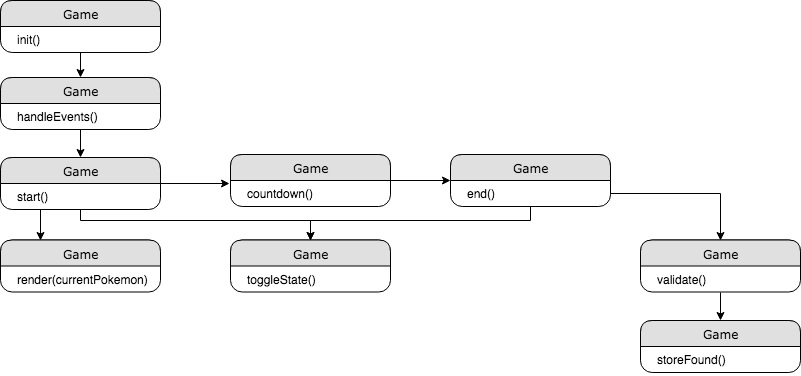 Game
init()
Game
handleEvents()
Game
start()
Game
countdown()
Game
end()
Game
render(currentPokemon)
Game
toggleState()
Game
validate()
Game
storeFound()